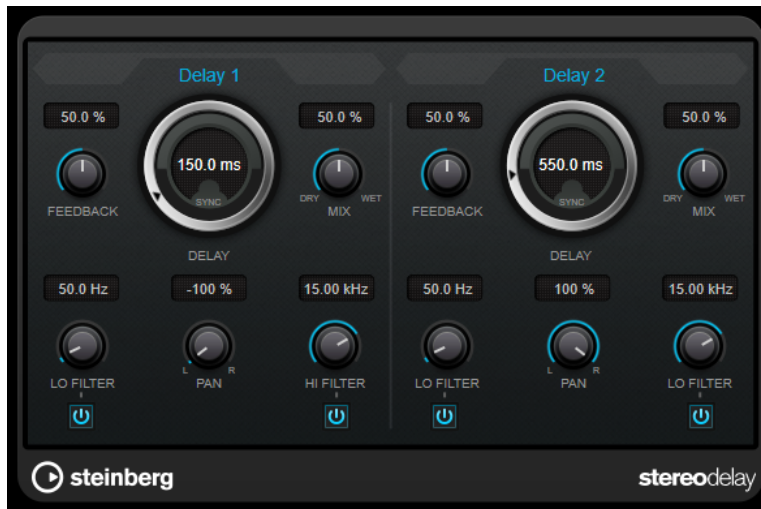 Delay 1 Delay 2
50.0 % 50.0 % 50.0 % 50.0 %
150.0 ms 550.0 ms
SYNC SYNC
DRY WET DRY WET
FEEDBACK MIX FEEDBACK MIX
DELAY DELAY
50.0 Hz -100 % 15.00 kHz 50.0 Hz 100 % 15.00 kHz
L R L R
LO FILTER PAN HI FILTER LO FILTER PAN LO FILTER
steinberg stereodelay